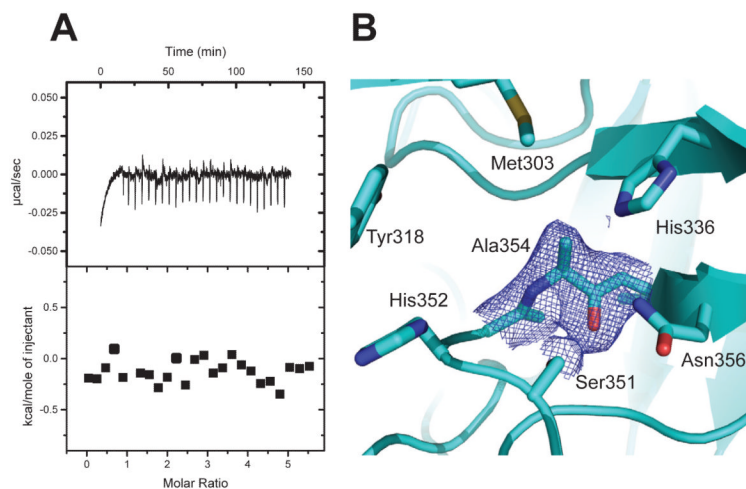 A
Time (min)
0 50 100 150
0.050
0.025
0.000
-0.025
-0.050
µcal/sec
0.5
0.0
-0.5
kcal/mole of injectant
0 1 2 3 4 5
Molar Ratio
B
Met303
His336
Tyr318
Ala354
His352
Asn356
Ser351